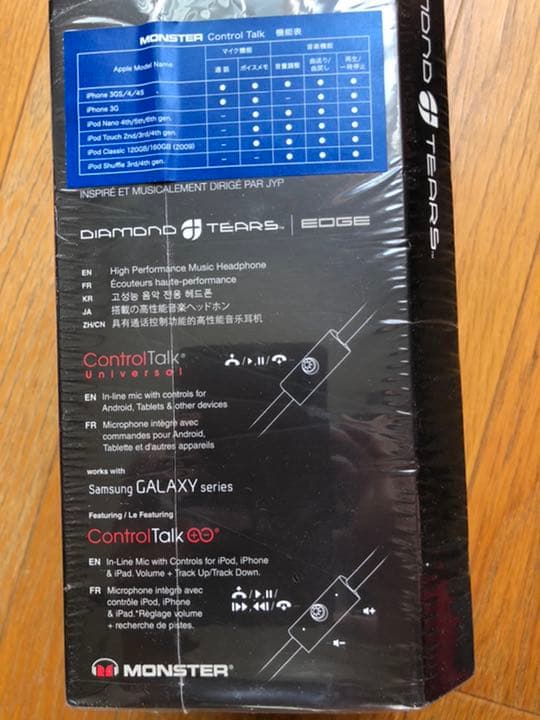 MONSTER Control Talk 機能表
Apple Model Name マイク機能 音楽機能
通話 ボイスメモ 音量調整 曲送り/曲戻し 再生/一時停止
iPhone 3GS/4/4S ● ● ● ● ●
iPhone 3G ● ● – ● ●
iPod Nano 4th/5th/6th gen. – ● ● ● ●
iPod Touch 2nd/3rd/4th gen. – ● ● ● ●
iPod Classic 120GB/160GB (2009) – ● ● ● ●
iPod Shuffle 3rd/4th gen. – – ● ● ●
INSPIRÉ ET MUSICALEMENT DIRIGÉ PAR JYP
DIAMOND TEARS™ | EDGE
EN High Performance Music Headphone
FR Écouteurs haute-performance
KR 고성능 음악 전용 헤드폰
JA 搭載の高性能音楽ヘッドホン
ZH/CN 具有通话控制功能的高性能音乐耳机
ControlTalk®
Universal
EN In-line mic with controls for
Android, Tablets & other devices
FR Microphone intégré avec
commandes pour Android,
Tablette et d'autres appareils
works with
Samsung GALAXY series
Featuring / Le Featuring
ControlTalk ®
EN In-Line Mic with Controls for iPod, iPhone
& iPad. Volume + Track Up/Track Down.
FR Microphone intégré avec
contrôle iPod, iPhone
& iPad.*Réglage volume
+ recherche de pistes.
MONSTER®
DIAMOND TEARS™